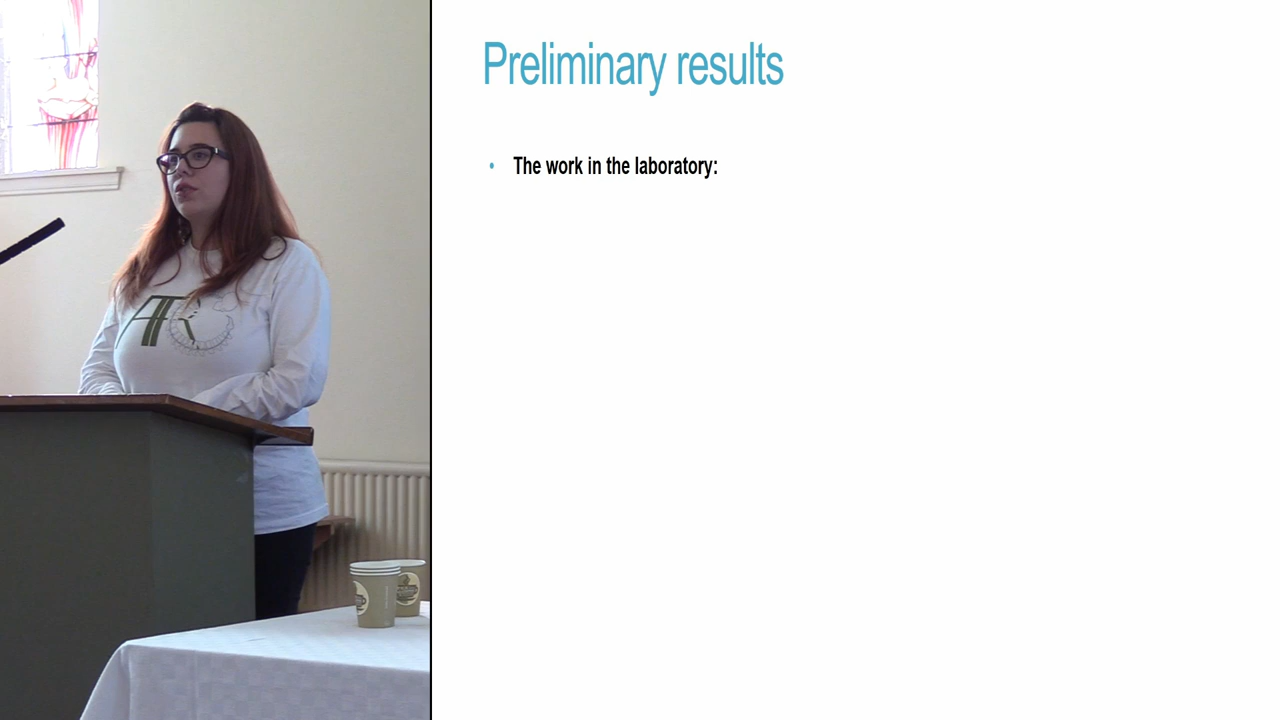 Preliminary results
• The work in the laboratory: